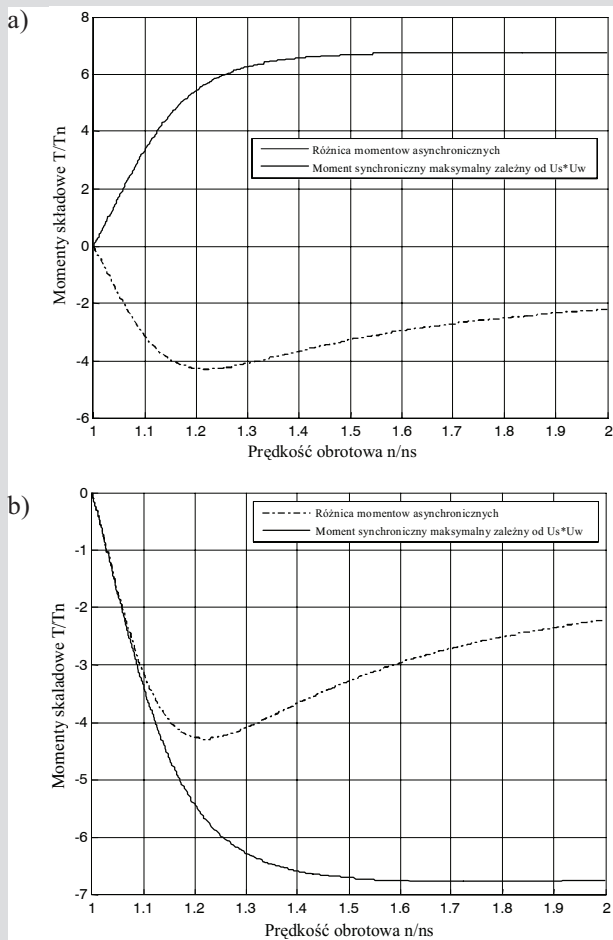 a)
8
6
4
2
0
-2
-4
-6
Momenty składowe T/Tn
Różnica momentow asynchronicznych
Moment synchroniczny maksymalny zależny od Us*Uw
1 1.1 1.2 1.3 1.4 1.5 1.6 1.7 1.8 1.9 2
Prędkość obrotowa n/ns
b)
0
-1
-2
-3
-4
-5
-6
-7
Momenty skaladowe T/Tn
Różnica momentow asynchronicznych
Moment synchroniczny maksymalny zależny od Us*Uw
1 1.1 1.2 1.3 1.4 1.5 1.6 1.7 1.8 1.9 2
Prędkość obrotowa n/ns